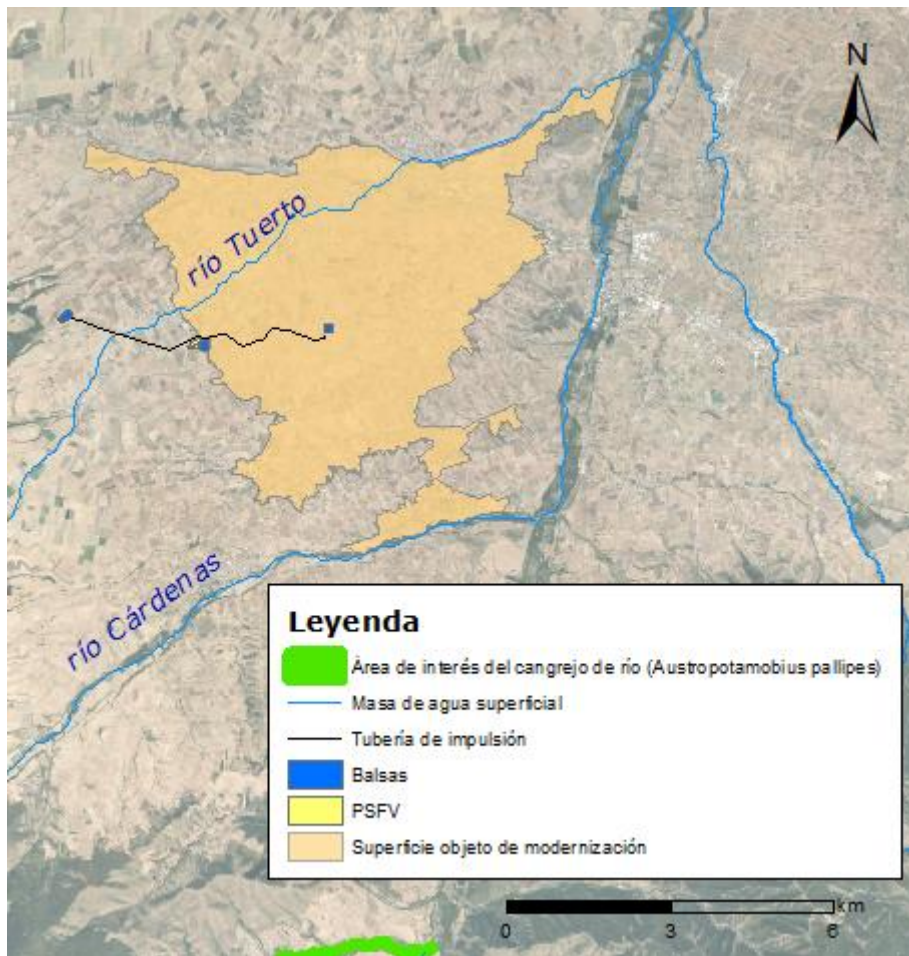 N
río Tuerto
río Cárdenas
Leyenda
Área de interés del cangrejo de río (Austropotamobius pallipes)
Masa de agua superficial
Tubería de impulsión
Balsas
PSFV
Superficie objeto de modernización
km
0 3 6